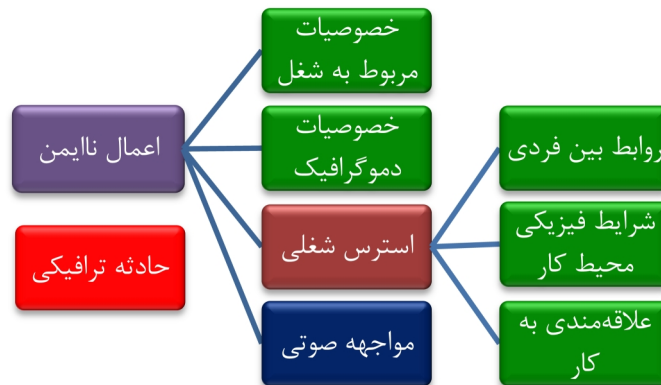 خصوصیات
مربوط به شغل
اعمال ناایمن
خصوصیات
دموگرافیک
روابط بین فردی
حادثه ترافیکی
استرس شغلی
شرایط فیزیکی
محیط کار
مواجهه صوتی
علاقه‌مندی به
کار